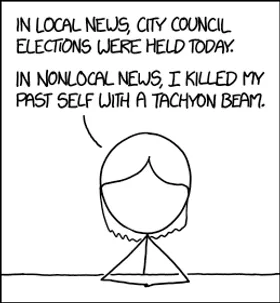 IN LOCAL NEWS, CITY COUNCIL
ELECTIONS WERE HELD TODAY.
IN NONLOCAL NEWS, I KILLED MY
PAST SELF WITH A TACHYON BEAM.